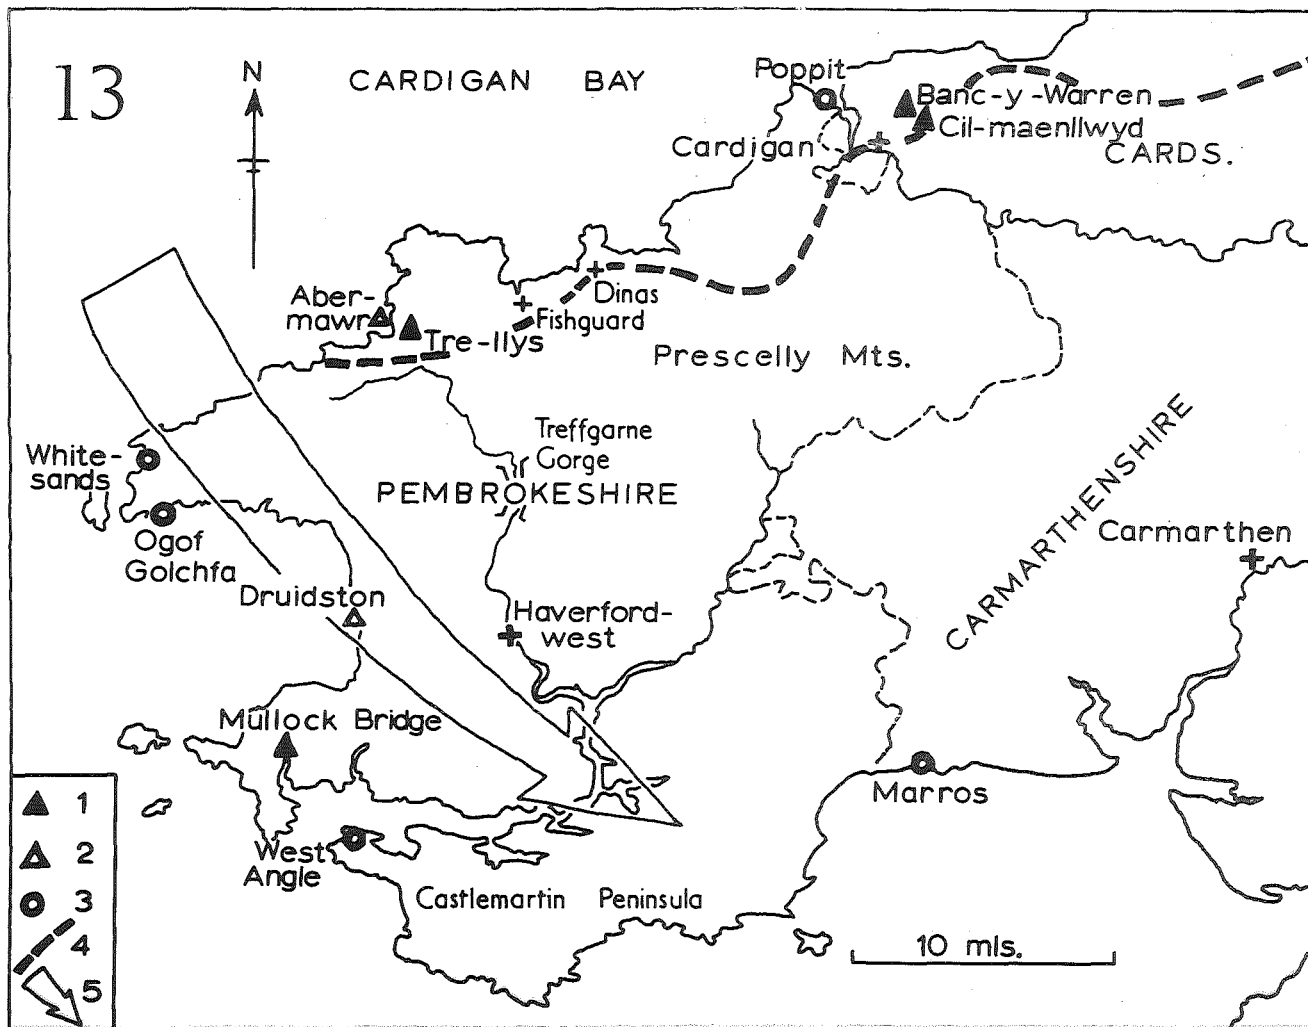 13
N
CARDIGAN BAY
Poppit
Banc-y-Warren
Cil-maenllwyd
Cardigan
CARDS.
Aber-
mawr
Dinas
Fishguard
Tre-llys
Prescelly Mts.
White-
sands
Treffgarne
Gorge
PEMBROKESHIRE
CARMARTHENSHIRE
Carmarthen
Ogof
Golchfa
Druidston
Haverford-
west
Mullock Bridge
Marros
West
Angle
Castlemartin Peninsula
10 mls.
1
2
3
4
5